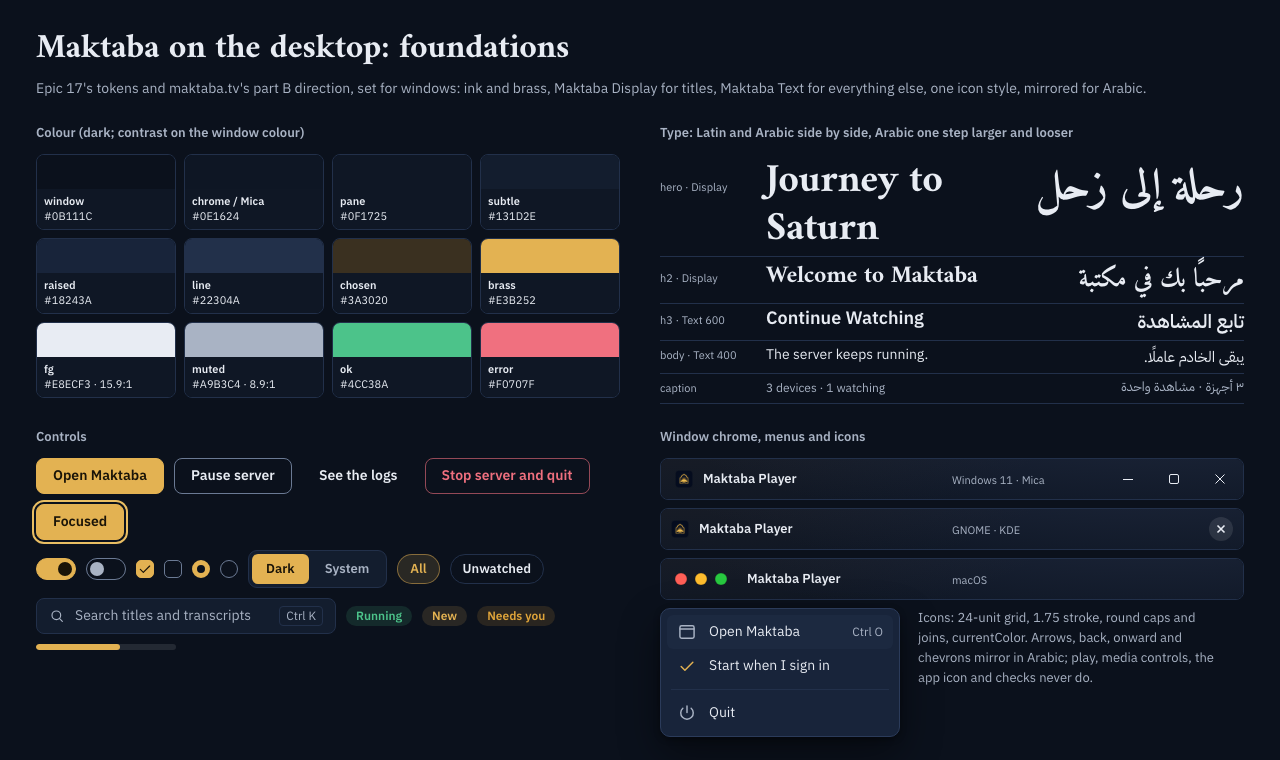 Maktaba on the desktop: foundations
Epic 17's tokens and maktaba.tv's part B direction, set for windows: ink and brass, Maktaba Display for titles, Maktaba Text for everything else, one icon style, mirrored for Arabic.
Colour (dark; contrast on the window colour)
window
#0B111C
chrome / Mica
#0E1624
pane
#0F1725
subtle
#131D2E
raised
#18243A
line
#22304A
chosen
#3A3020
brass
#E3B252
fg
#E8ECF3 · 15.9:1
muted
#A9B3C4 · 8.9:1
ok
#4CC38A
error
#F0707F
Type: Latin and Arabic side by side, Arabic one step larger and looser
hero · Display
Journey to
Saturn
رحلة إلى زحل
h2 · Display
Welcome to Maktaba
مرحبًا بك في مكتبة
h3 · Text 600
Continue Watching
تابع المشاهدة
body · Text 400
The server keeps running.
يبقى الخادم عاملًا.
caption
3 devices · 1 watching
٣ أجهزة · مشاهدة واحدة
Controls
Open Maktaba
Pause server
See the logs
Stop server and quit
Focused
Dark
System
All
Unwatched
Search titles and transcripts
Ctrl K
Running
New
Needs you
Window chrome, menus and icons
Maktaba Player
Windows 11 · Mica
Maktaba Player
GNOME · KDE
Maktaba Player
macOS
Open Maktaba
Ctrl O
Start when I sign in
Quit
Icons: 24-unit grid, 1.75 stroke, round caps and
joins, currentColor. Arrows, back, onward and
chevrons mirror in Arabic; play, media controls, the
app icon and checks never do.